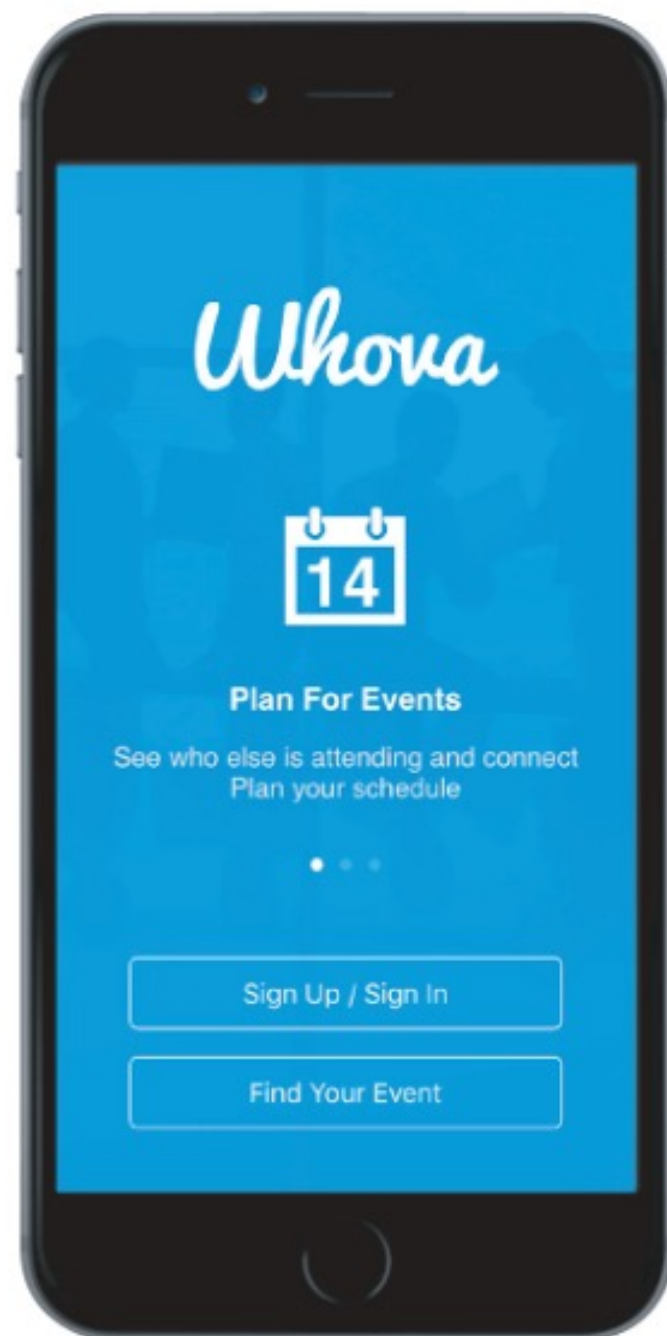 Whova
14
Plan For Events
See who else is attending and connect
Plan your schedule
Sign Up / Sign In
Find Your Event